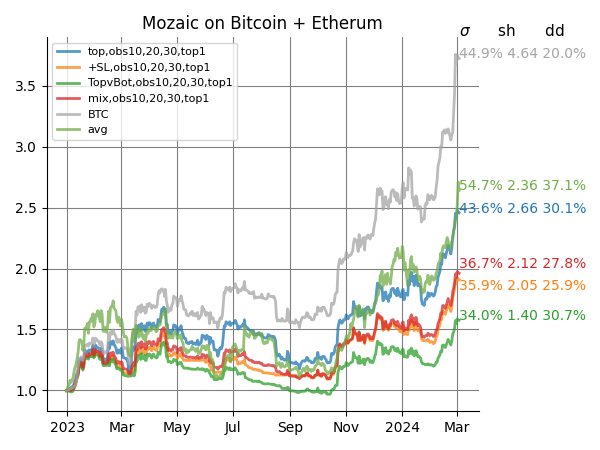 Mozaic on Bitcoin + Etherum
σ sh dd
top,obs10,20,30,top1
+SL,obs10,20,30,top1
TopvBot,obs10,20,30,top1
mix,obs10,20,30,top1
BTC
avg
44.9% 4.64 20.0%
54.7% 2.36 37.1%
43.6% 2.66 30.1%
36.7% 2.12 27.8%
35.9% 2.05 25.9%
34.0% 1.40 30.7%
3.5
3.0
2.5
2.0
1.5
1.0
2023 Mar May Jul Sep Nov 2024 Mar